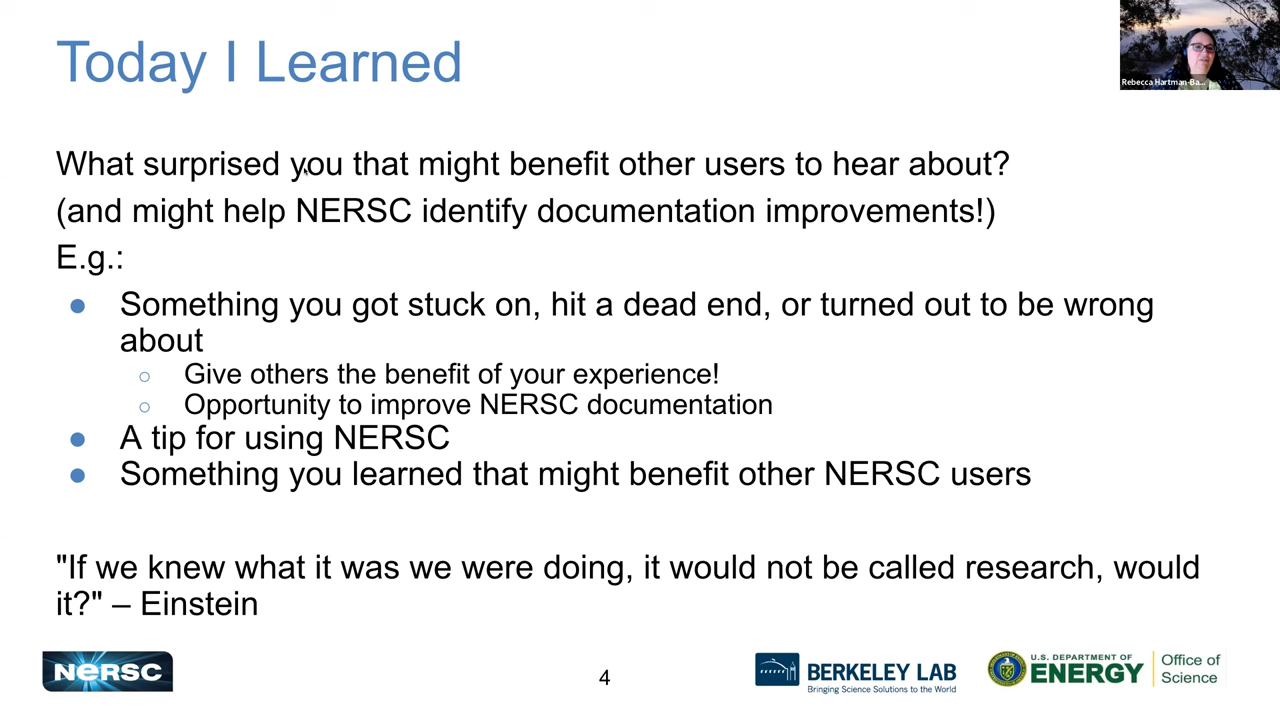 Today I Learned
Rebecca Hartman-Ba...
What surprised you that might benefit other users to hear about?
(and might help NERSC identify documentation improvements!)
E.g.:
● Something you got stuck on, hit a dead end, or turned out to be wrong
about
○ Give others the benefit of your experience!
○ Opportunity to improve NERSC documentation
● A tip for using NERSC
● Something you learned that might benefit other NERSC users
"If we knew what it was we were doing, it would not be called research, would
it?" – Einstein
NERSC
4
BERKELEY LAB
Bringing Science Solutions to the World
U.S. DEPARTMENT OF
ENERGY
Office of
Science